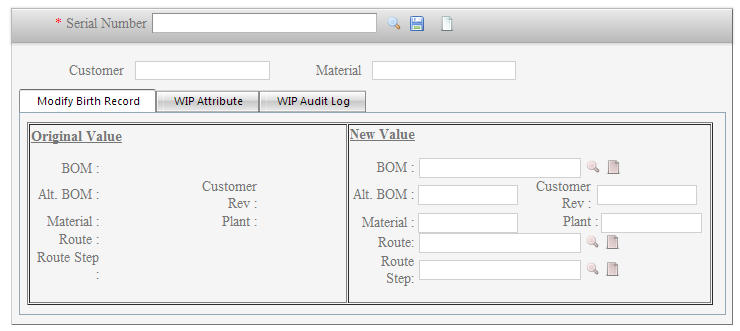 * Serial Number
Customer Material
Modify Birth Record WIP Attribute WIP Audit Log
Original Value
BOM :
Alt. BOM : Customer
Rev :
Material : Plant :
Route :
Route Step
:
New Value
BOM :
Alt. BOM : Customer
Rev :
Material : Plant :
Route:
Route
Step: